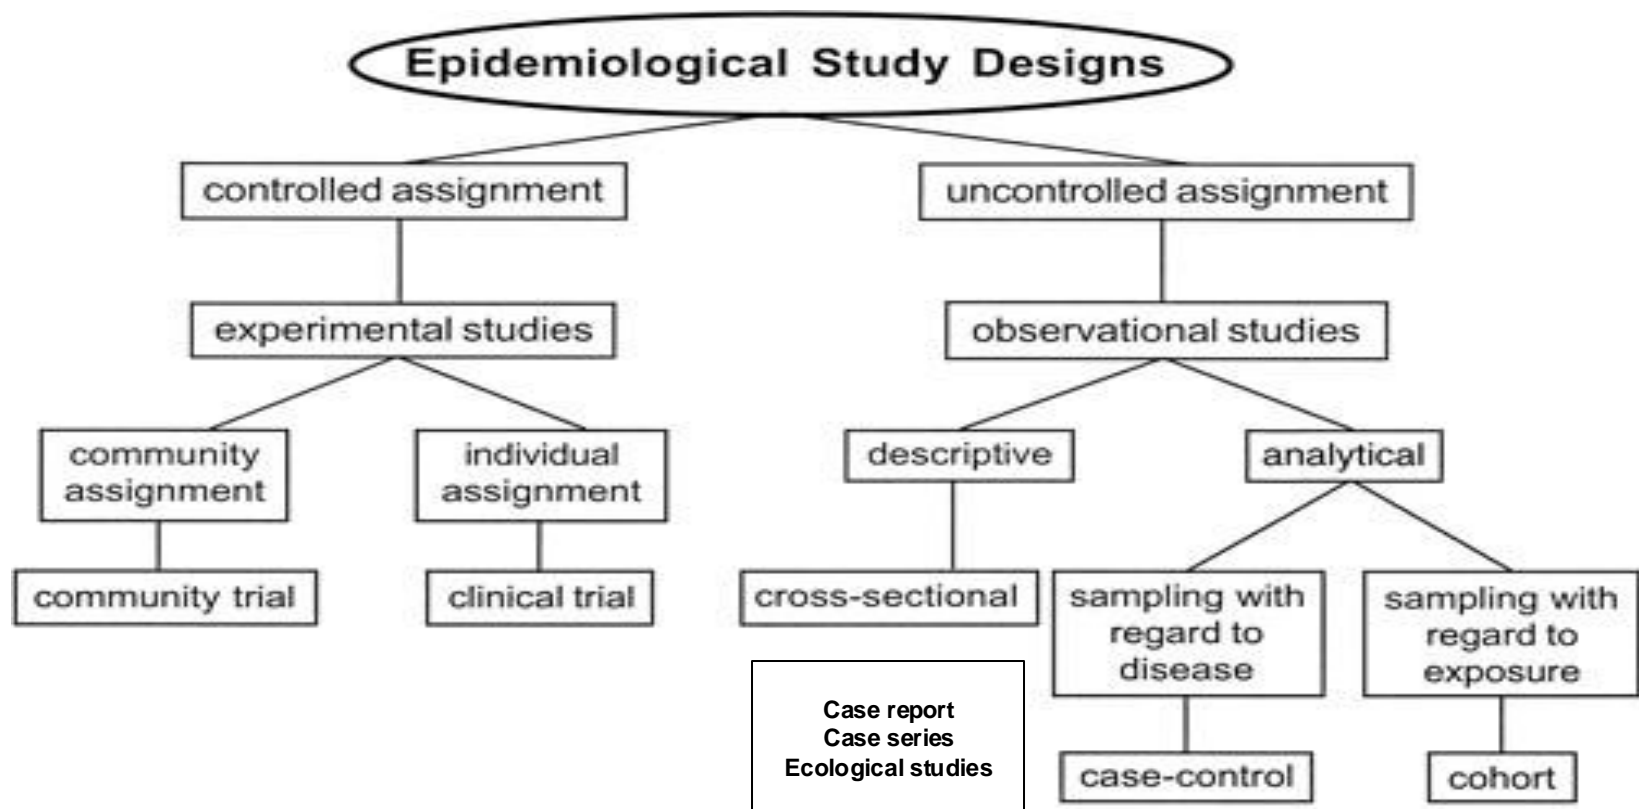 Epidemiological Study Designs
controlled assignment
uncontrolled assignment
experimental studies
observational studies
community
assignment
individual
assignment
descriptive
analytical
community trial
clinical trial
cross-sectional
sampling with
regard to
disease
sampling with
regard to
exposure
Case report
Case series
Ecological studies
case-control
cohort